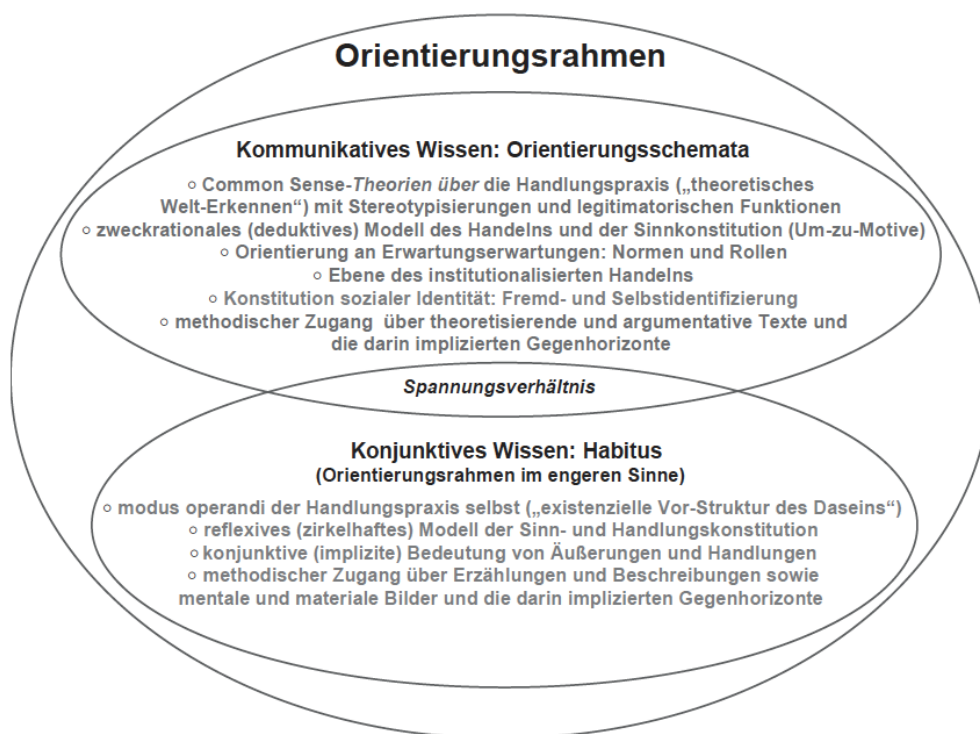 Orientierungsrahmen
Kommunikatives Wissen: Orientierungsschemata
○ Common Sense-Theorien über die Handlungspraxis („theoretisches
Welt-Erkennen“) mit Stereotypisierungen und legitimatorischen Funktionen
○ zweckrationales (deduktives) Modell des Handelns und der Sinnkonstitution (Um-zu-Motive)
○ Orientierung an Erwartungserwartungen: Normen und Rollen
○ Ebene des institutionalisierten Handelns
○ Konstitution sozialer Identität: Fremd- und Selbstidentifizierung
○ methodischer Zugang über theoretisierende und argumentative Texte und
die darin implizierten Gegenhorizonte
Spannungsverhältnis
Konjunktives Wissen: Habitus
(Orientierungsrahmen im engeren Sinne)
○ modus operandi der Handlungspraxis selbst („existenzielle Vor-Struktur des Daseins“)
○ reflexives (zirkelhaftes) Modell der Sinn- und Handlungskonstitution
○ konjunktive (implizite) Bedeutung von Äußerungen und Handlungen
○ methodischer Zugang über Erzählungen und Beschreibungen sowie
mentale und materiale Bilder und die darin implizierten Gegenhorizonte